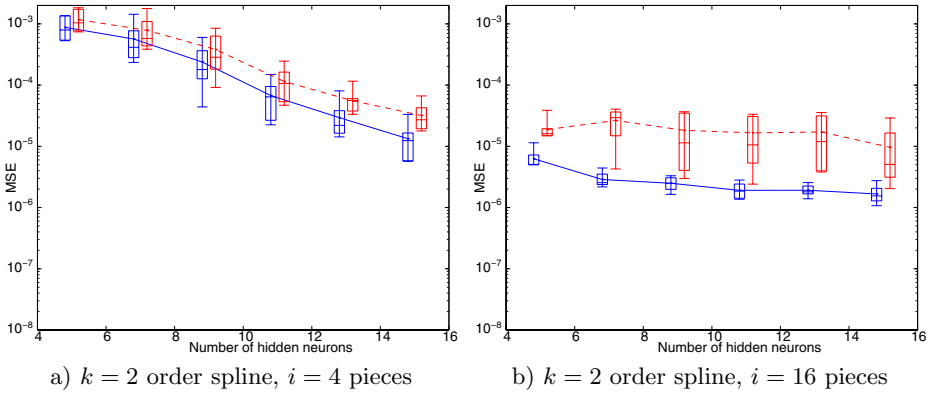 10⁻³
10⁻⁴
10⁻⁵
10⁻⁶
10⁻⁷
10⁻⁸
MSE
4 6 8 10 12 14 16
Number of hidden neurons
a) k = 2 order spline, i = 4 pieces
10⁻³
10⁻⁴
10⁻⁵
10⁻⁶
10⁻⁷
10⁻⁸
MSE
4 6 8 10 12 14 16
Number of hidden neurons
b) k = 2 order spline, i = 16 pieces